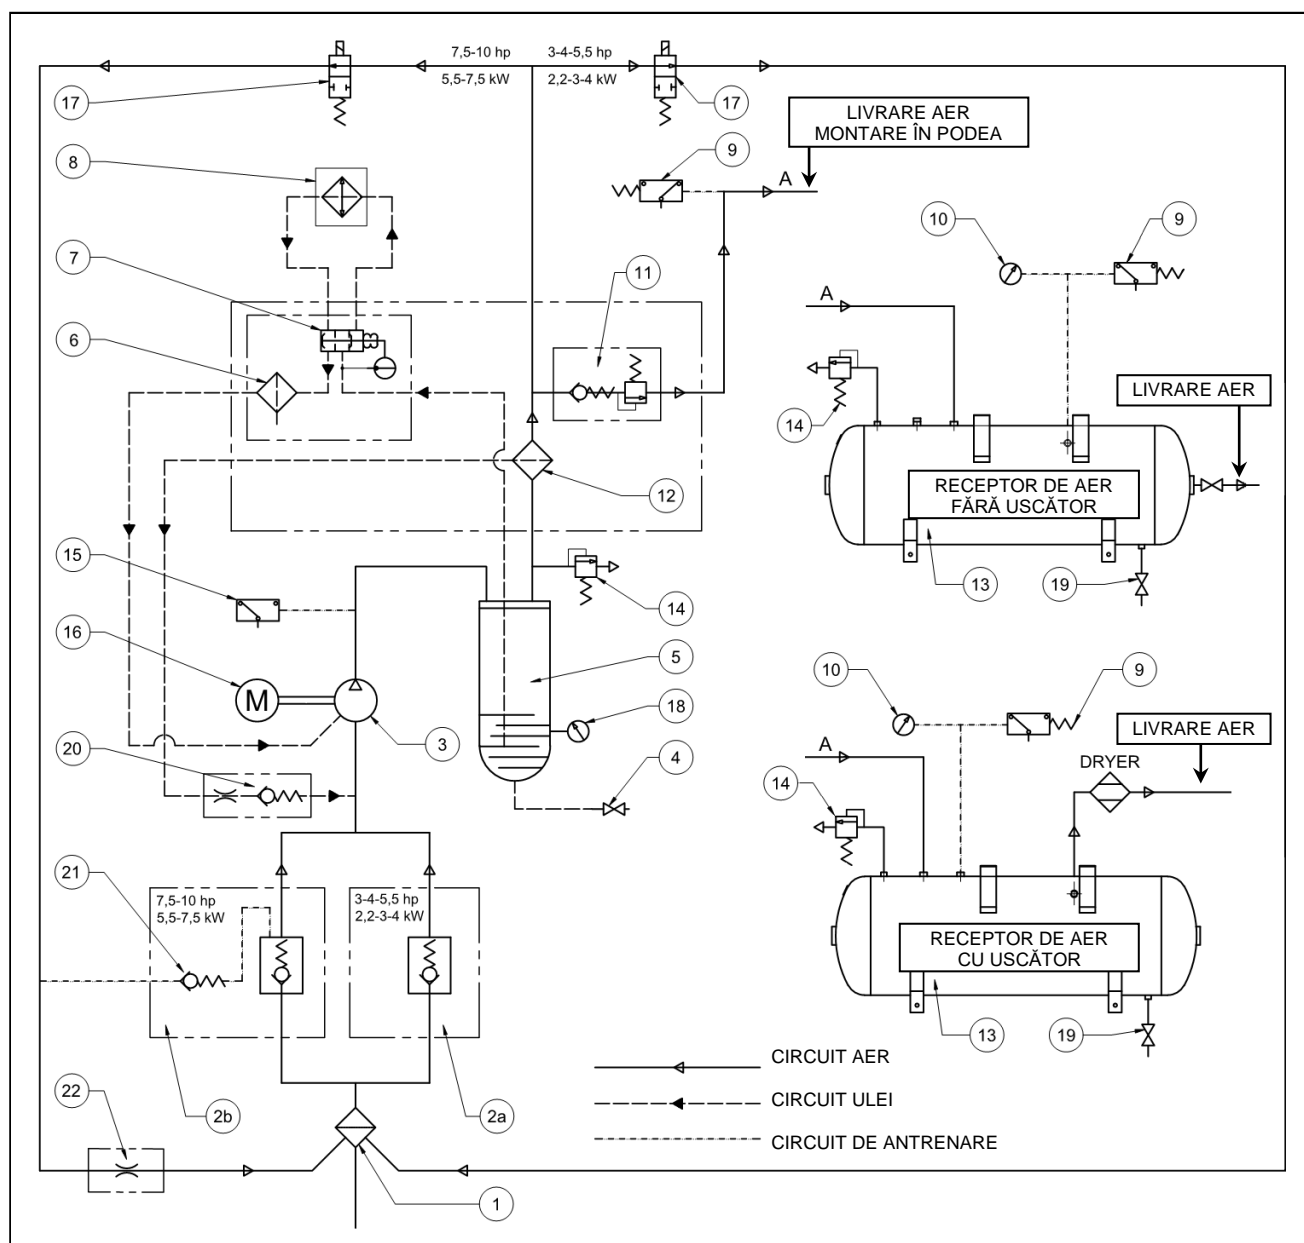 7,5-10 hp
5,5-7,5 kW
3-4-5,5 hp
2,2-3-4 kW
17
17
LIVRARE AER
MONTARE ÎN PODEA
9
A
8
7
6
11
12
10
9
A
14
LIVRARE AER
RECEPTOR DE AER
FĂRĂ USCĂTOR
13
19
15
14
16
M
5
18
3
4
20
10
9
LIVRARE AER
A
DRYER
14
RECEPTOR DE AER
CU USCĂTOR
13
19
21
7,5-10 hp
5,5-7,5 kW
3-4-5,5 hp
2,2-3-4 kW
2b
2a
22
1
CIRCUIT AER
CIRCUIT ULEI
CIRCUIT DE ANTRENARE